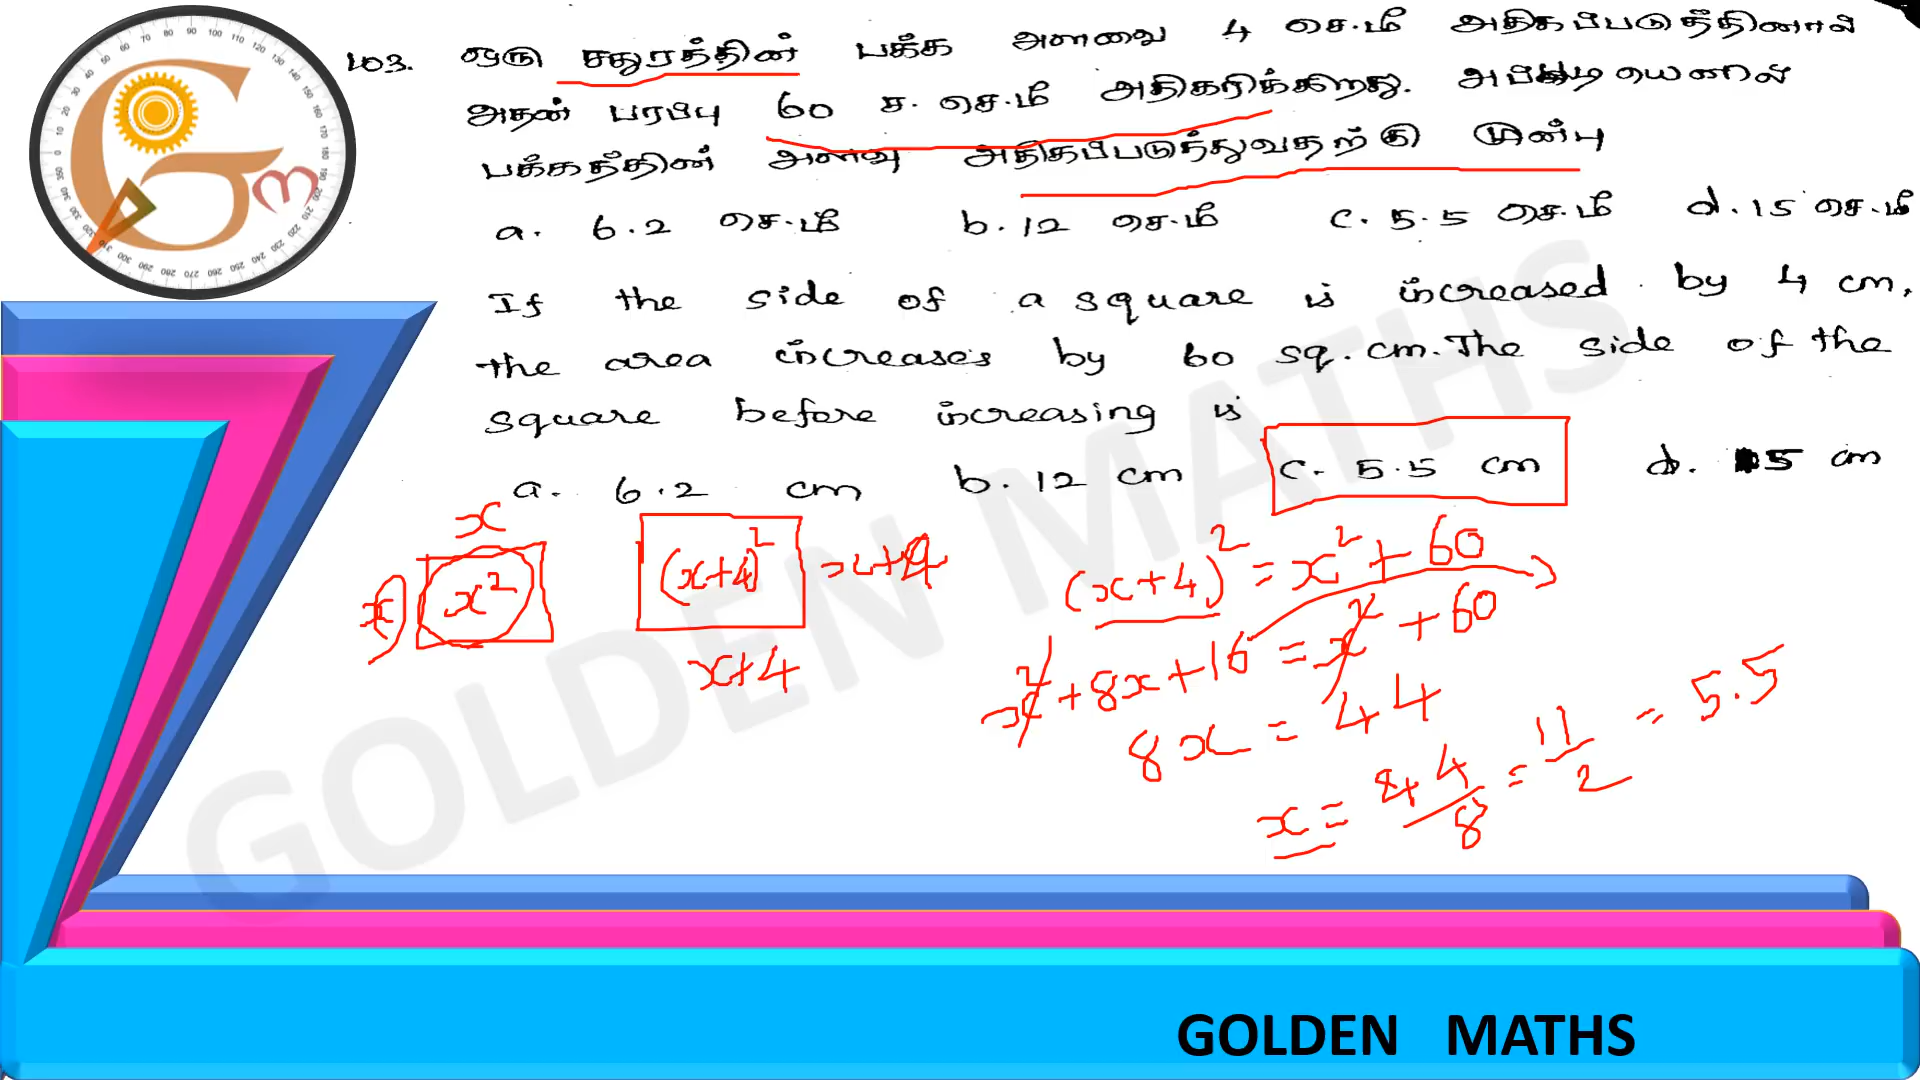 103. ஒரு சதுரத்தின் பக்க அளவை 4 செ.மீ அதிகப்படுத்தினால்
அதன் பரப்பு 60 ச. செ.மீ அதிகரிக்கிறது. அப்படியெனில்
பக்கத்தின் அளவு அதிகப்படுத்துவதற்கு முன்பு
a. 6.2 செ.மீ b. 12 செ.மீ c. 5.5 செ.மீ d. 15 செ.மீ
If the side of a square is increased by 4 cm,
the area increases by 60 sq.cm. The side of the
square before increasing is
a. 6.2 cm b. 12 cm c. 5.5 cm d. 15 cm
x
x x²
(x+4)² x+4
x+4
(x+4)² = x² + 60
x² + 8x + 16 = x² + 60
8x = 44
x = 44/8 = 11/2 = 5.5
GOLDEN MATHS
GOLDEN MATHS
Gm